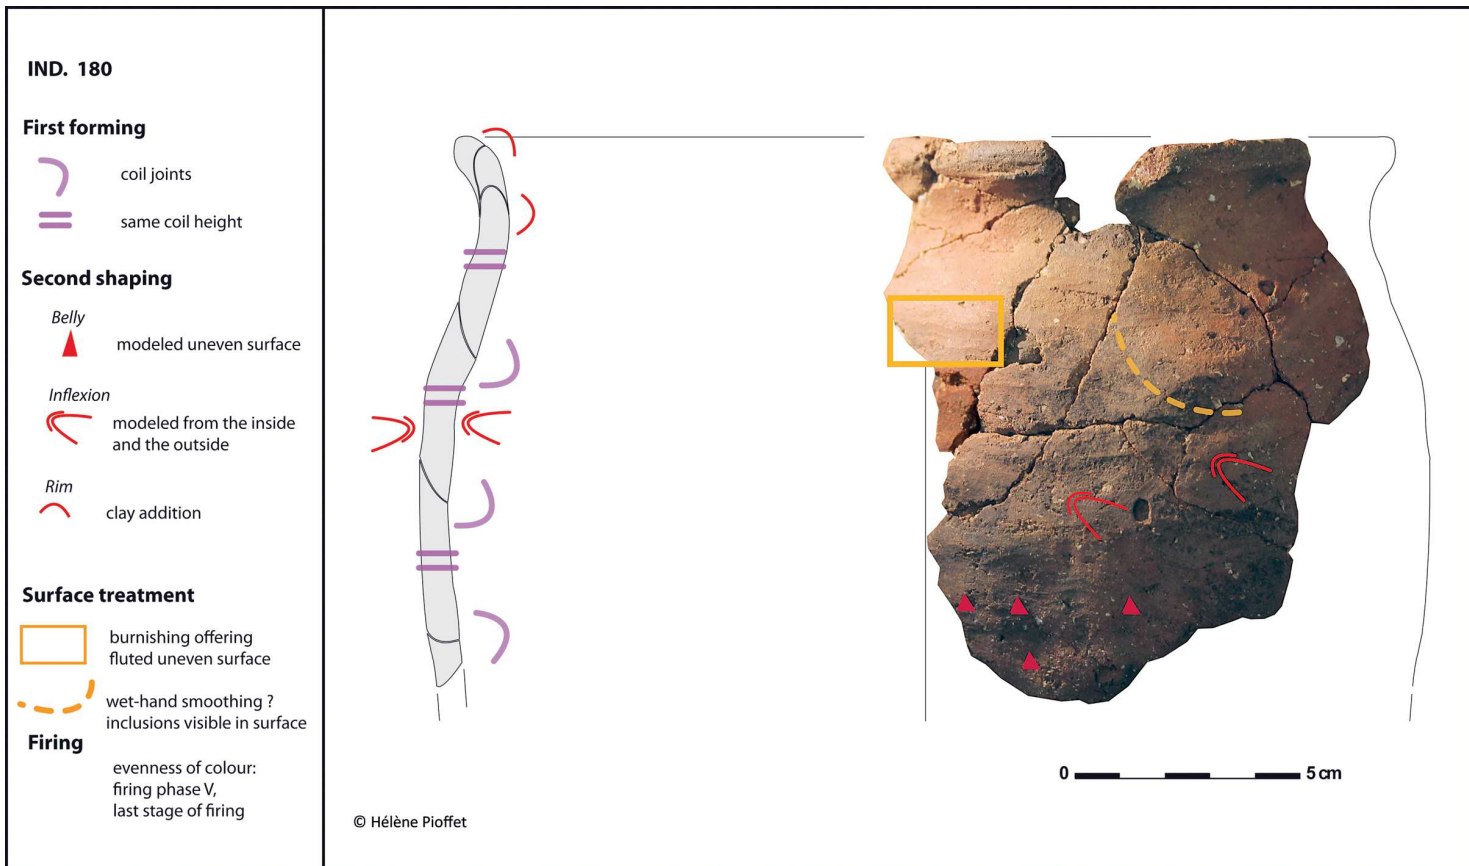 IND. 180
First forming
coil joints
same coil height
Second shaping
Belly
modeled uneven surface
Inflexion
modeled from the inside
and the outside
Rim
clay addition
Surface treatment
burnishing offering
fluted uneven surface
wet-hand smoothing ?
inclusions visible in surface
Firing
evenness of colour:
firing phase V,
last stage of firing
© Hélène Pioffet
0 5 cm